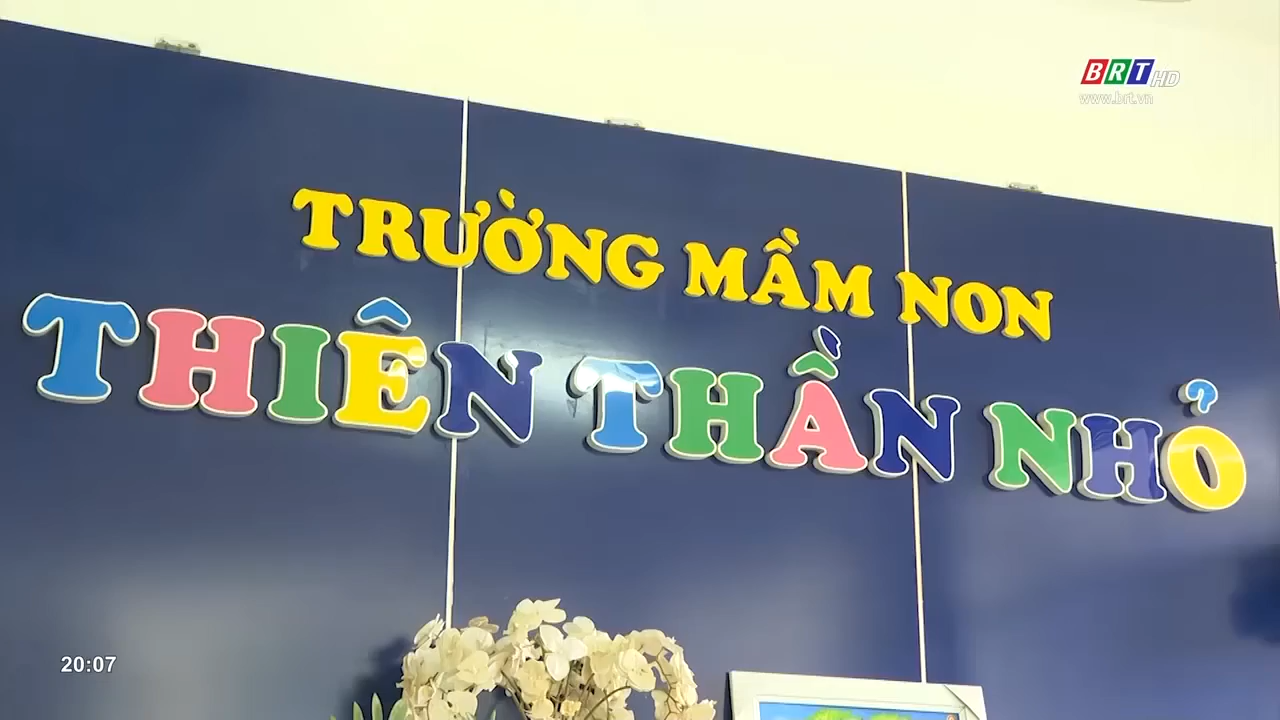 BRT HD
www.brt.vn
TRƯỜNG MẦM NON
THIÊN THẦN NHỎ
20:07